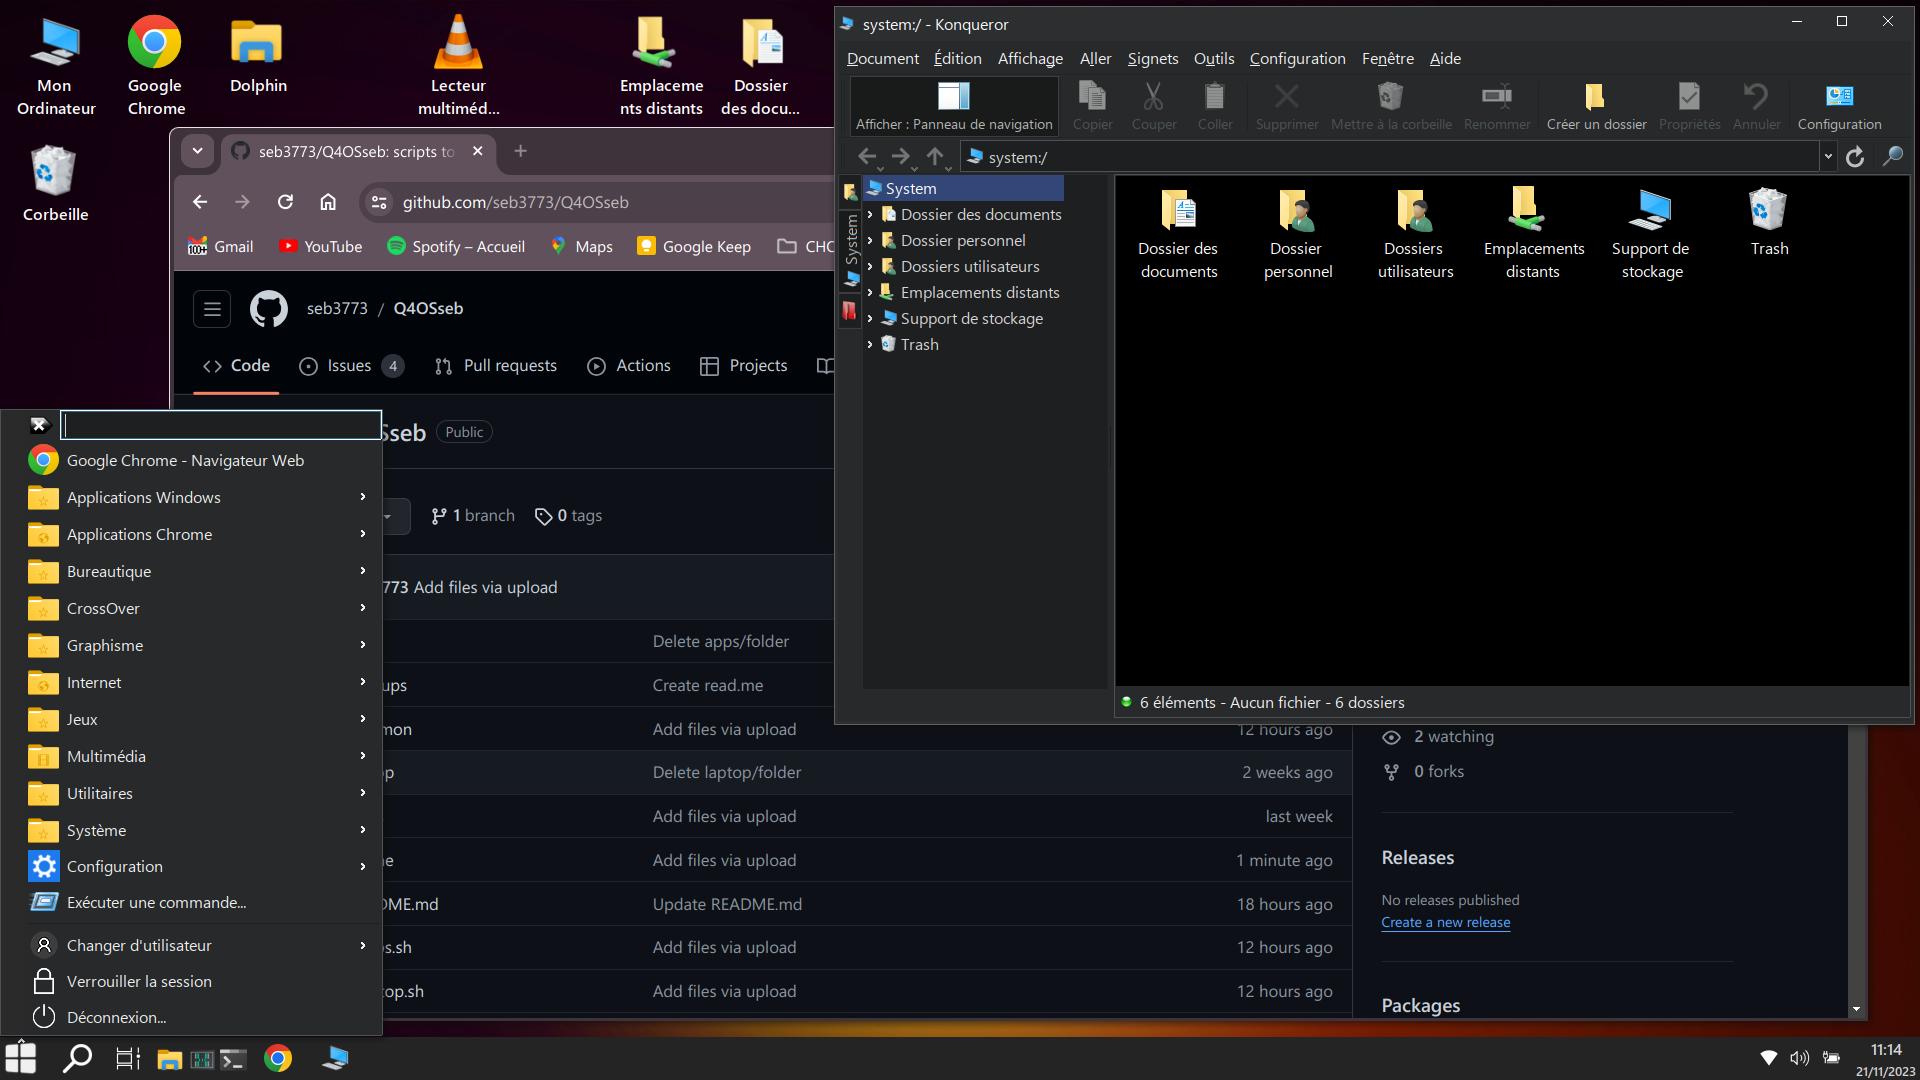 Mon Ordinateur
Google Chrome
Dolphin
Lecteur multiméd...
Emplaceme nts distants
Dossier des docu...
Corbeille
seb3773/Q4OSseb: scripts to
github.com/seb3773/Q4OSseb
Gmail
YouTube
Spotify – Accueil
Maps
Google Keep
CHC
seb3773 / Q4OSseb
Code
Issues 4
Pull requests
Actions
Projects
Sseb Public
1 branch
0 tags
773 Add files via upload
Delete apps/folder
ups Create read.me
mon Add files via upload 12 hours ago
p Delete laptop/folder 2 weeks ago
Add files via upload last week
e Add files via upload 1 minute ago
ME.md Update README.md 18 hours ago
s.sh Add files via upload 12 hours ago
top.sh Add files via upload 12 hours ago
2 watching
0 forks
Releases
No releases published
Create a new release
Packages
system:/ - Konqueror
Document Édition Affichage Aller Signets Outils Configuration Fenêtre Aide
Afficher : Panneau de navigation Copier Couper Coller Supprimer Mettre à la corbeille Renommer Créer un dossier Propriétés Annuler Configuration
system:/
System
System
Dossier des documents
Dossier personnel
Dossiers utilisateurs
Emplacements distants
Support de stockage
Trash
Dossier des documents
Dossier personnel
Dossiers utilisateurs
Emplacements distants
Support de stockage
Trash
6 éléments - Aucun fichier - 6 dossiers
Google Chrome - Navigateur Web
Applications Windows
Applications Chrome
Bureautique
CrossOver
Graphisme
Internet
Jeux
Multimédia
Utilitaires
Système
Configuration
Exécuter une commande...
Changer d'utilisateur
Verrouiller la session
Déconnexion...
11:14
21/11/2023